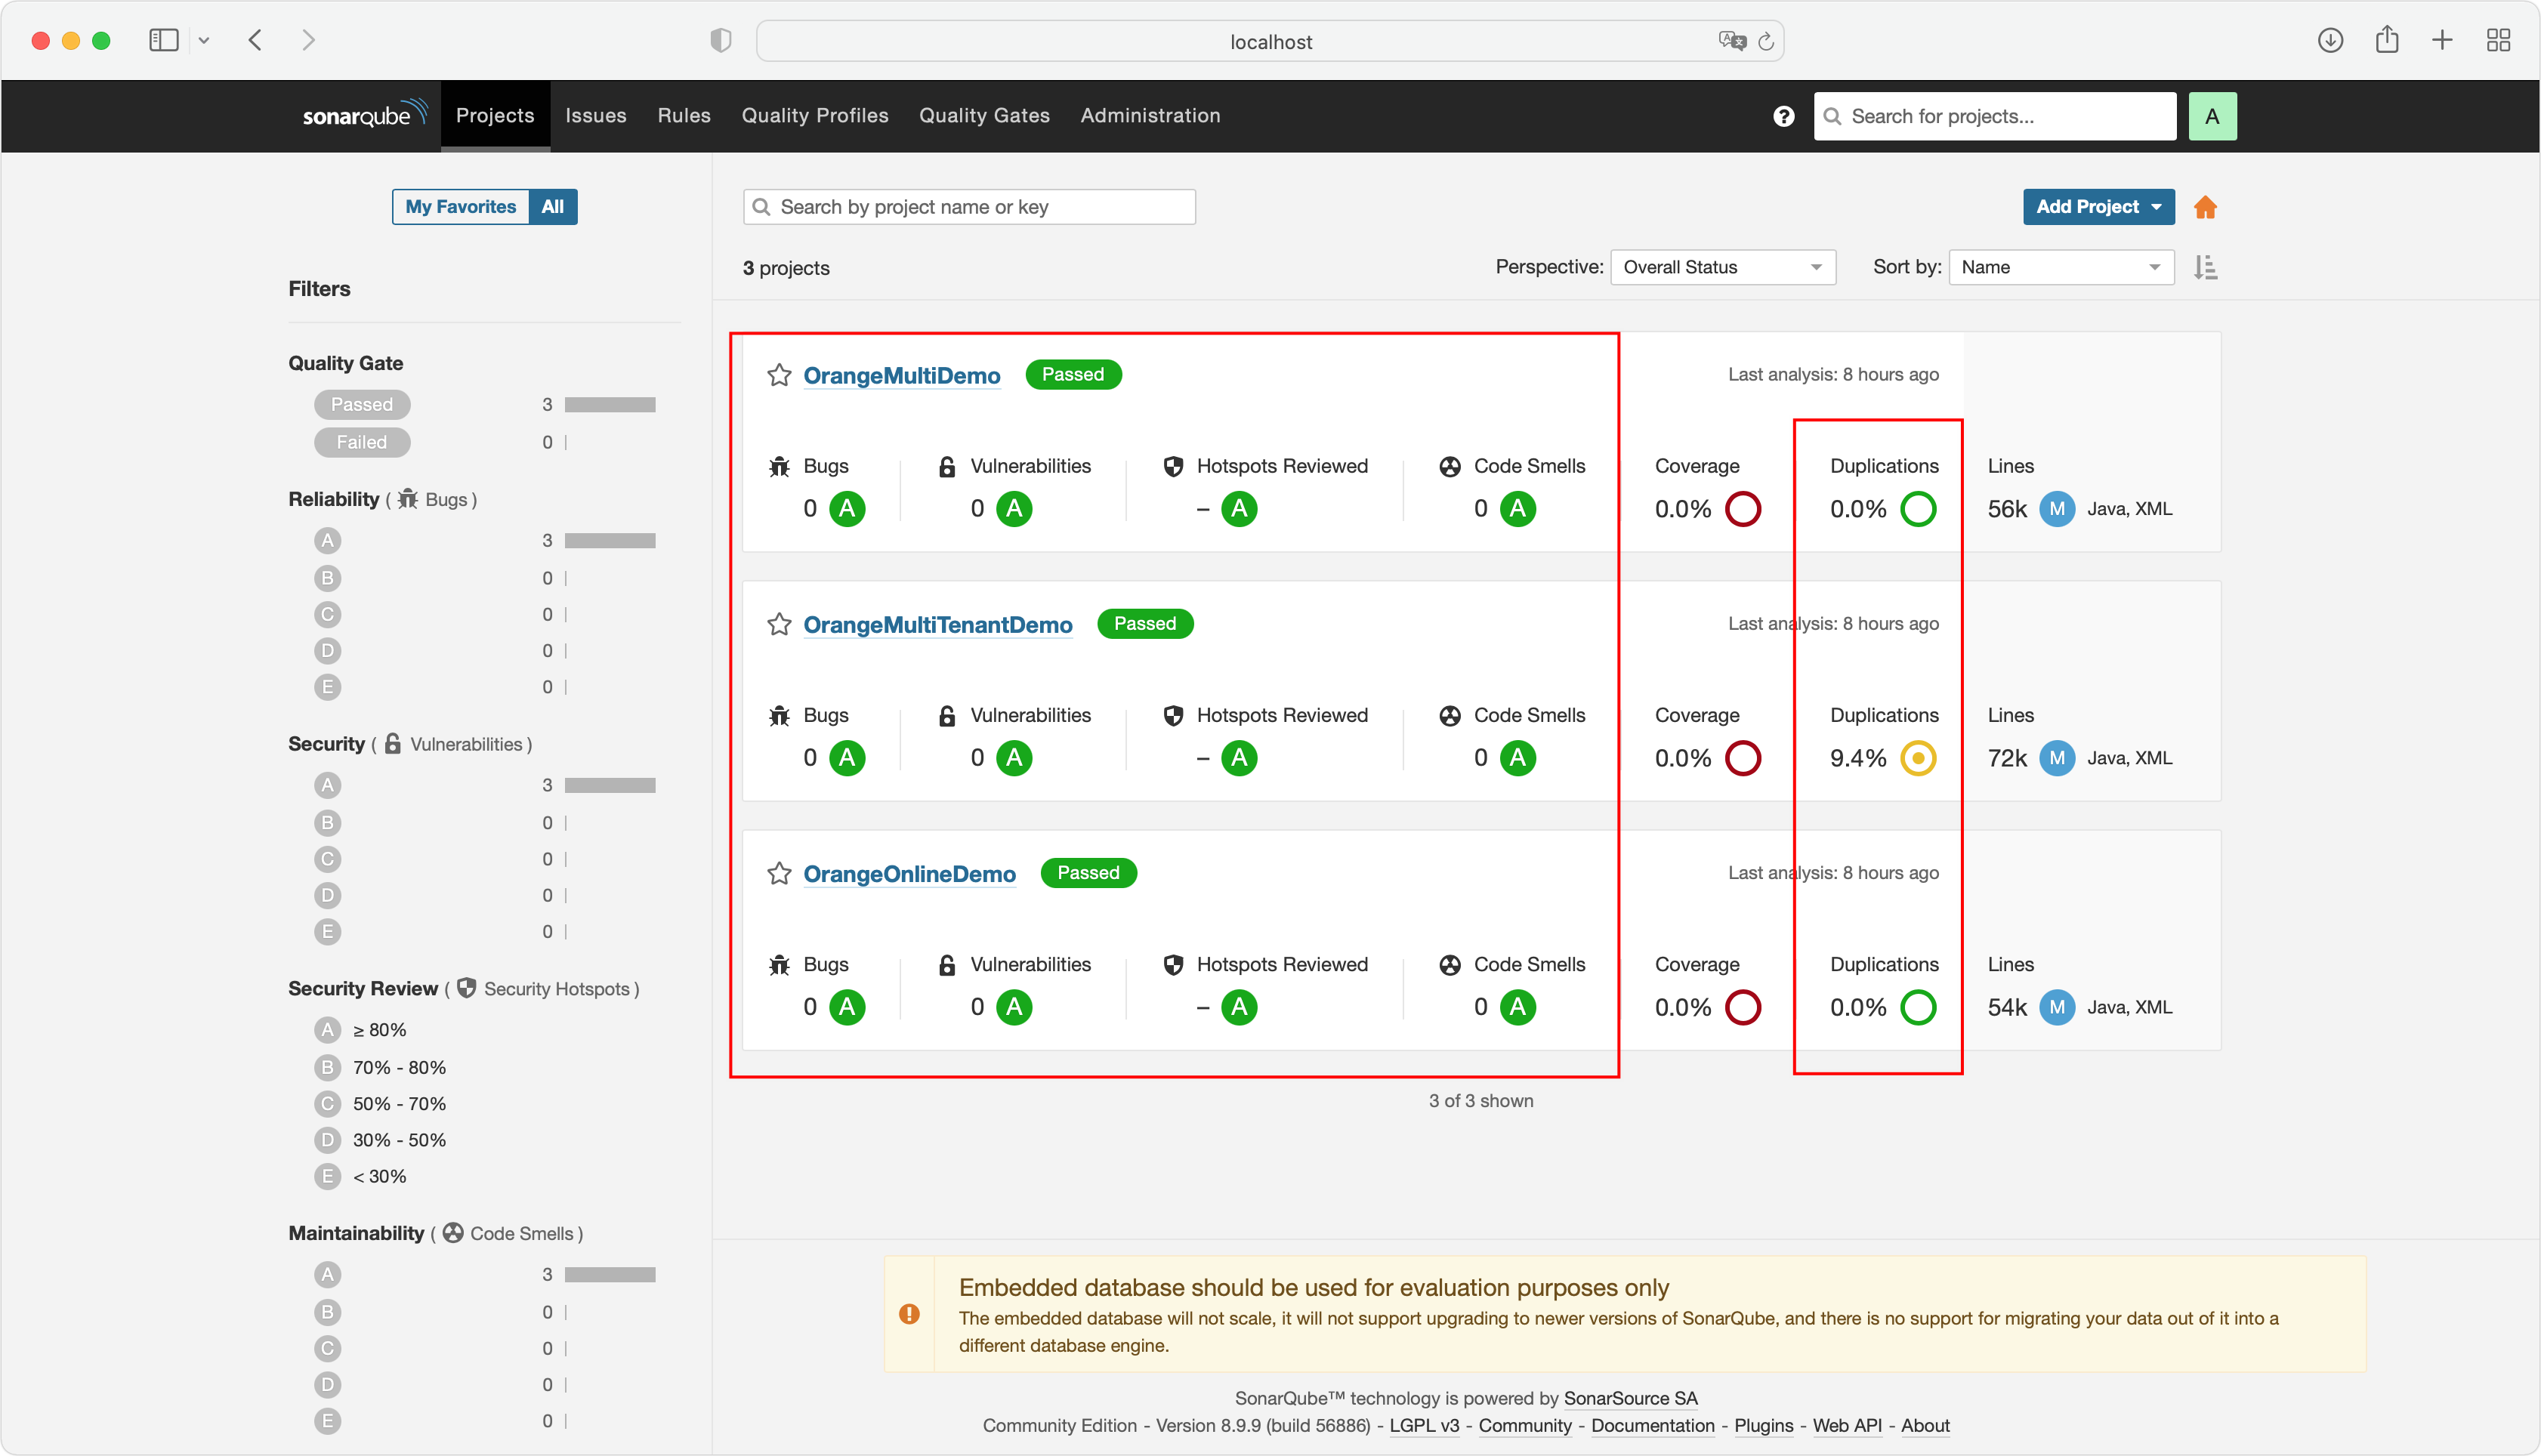 localhost
sonarqube Projects Issues Rules Quality Profiles Quality Gates Administration ? Search for projects... A
My Favorites All
Search by project name or key
Add Project
3 projects
Perspective: Overall Status
Sort by: Name
Filters
Quality Gate
Passed 3
Failed 0
Reliability ( Bugs )
A 3
B 0
C 0
D 0
E 0
Security ( Vulnerabilities )
A 3
B 0
C 0
D 0
E 0
Security Review ( Security Hotspots )
A ≥ 80%
B 70% - 80%
C 50% - 70%
D 30% - 50%
E < 30%
Maintainability ( Code Smells )
A 3
B 0
C 0
D 0
E 0
OrangeMultiDemo Passed Last analysis: 8 hours ago
Bugs Vulnerabilities Hotspots Reviewed Code Smells Coverage Duplications Lines
0 A 0 A – A 0 A 0.0% 0.0% 56k M Java, XML
OrangeMultiTenantDemo Passed Last analysis: 8 hours ago
Bugs Vulnerabilities Hotspots Reviewed Code Smells Coverage Duplications Lines
0 A 0 A – A 0 A 0.0% 9.4% 72k M Java, XML
OrangeOnlineDemo Passed Last analysis: 8 hours ago
Bugs Vulnerabilities Hotspots Reviewed Code Smells Coverage Duplications Lines
0 A 0 A – A 0 A 0.0% 0.0% 54k M Java, XML
3 of 3 shown
Embedded database should be used for evaluation purposes only
The embedded database will not scale, it will not support upgrading to newer versions of SonarQube, and there is no support for migrating your data out of it into a
different database engine.
SonarQube™ technology is powered by SonarSource SA
Community Edition - Version 8.9.9 (build 56886) - LGPL v3 - Community - Documentation - Plugins - Web API - About